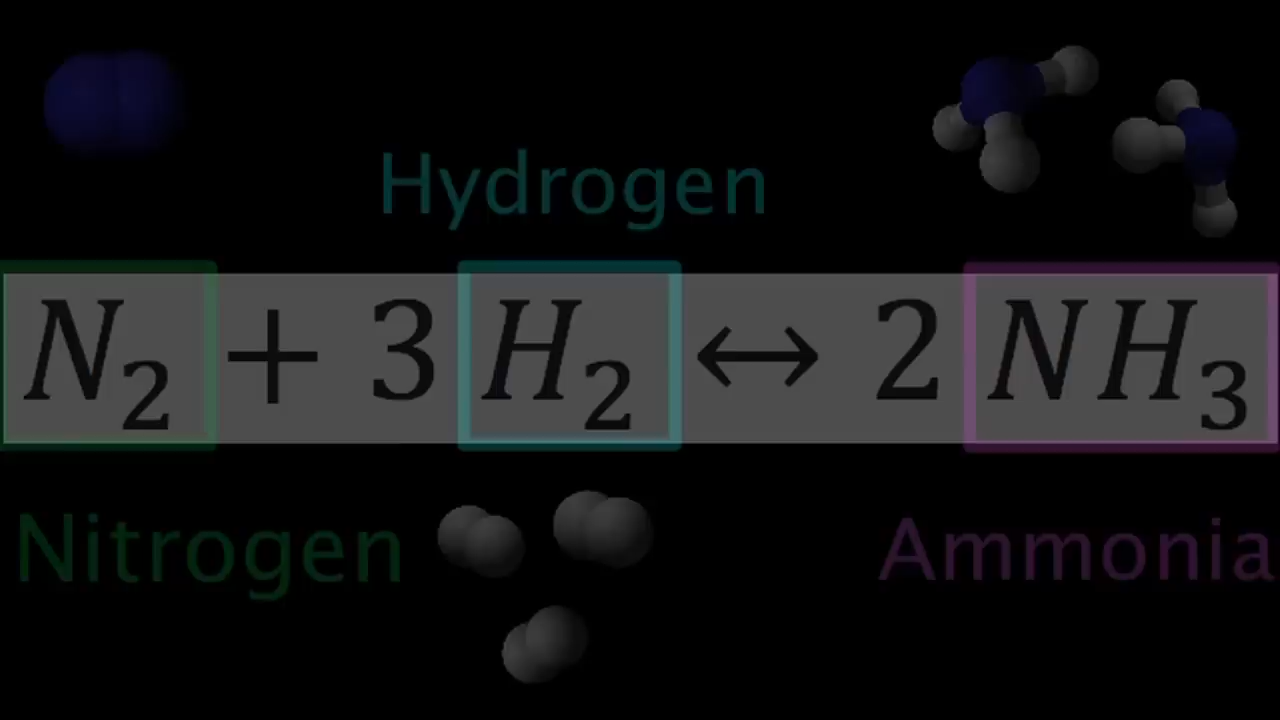 Hydrogen
N₂ + 3 H₂ ↔ 2 NH₃
Nitrogen
Ammonia